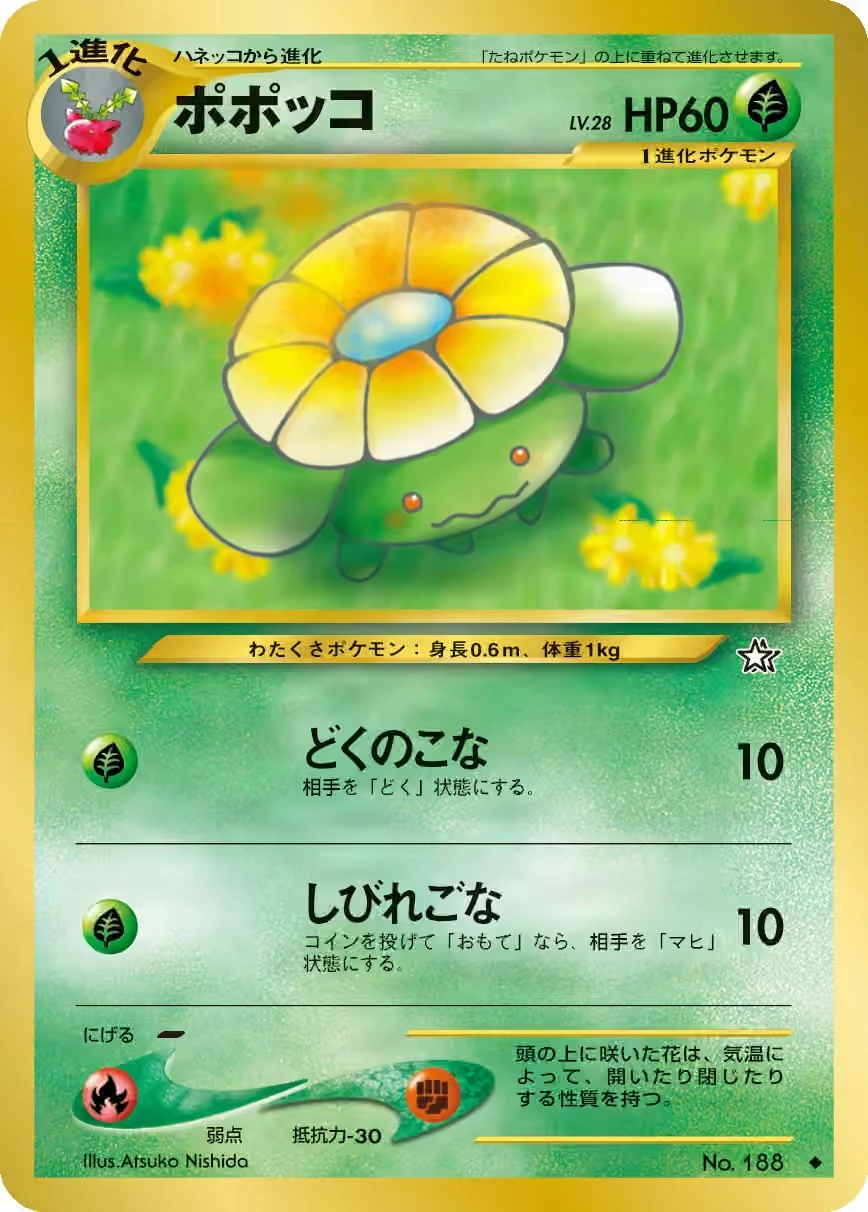 1進化
ハネッコから進化
「たねポケモン」の上に重ねて進化させます。
ポポッコ
LV.28 HP60
1進化ポケモン
わたくさポケモン：身長0.6m、体重1kg
どくのこな
10
相手を「どく」状態にする。
しびれごな
10
コインを投げて「おもて」なら、相手を「マヒ」
状態にする。
にげる
弱点
抵抗力-30
頭の上に咲いた花は、気温に
よって、開いたり閉じたり
する性質を持つ。
Illus.Atsuko Nishida
No. 188